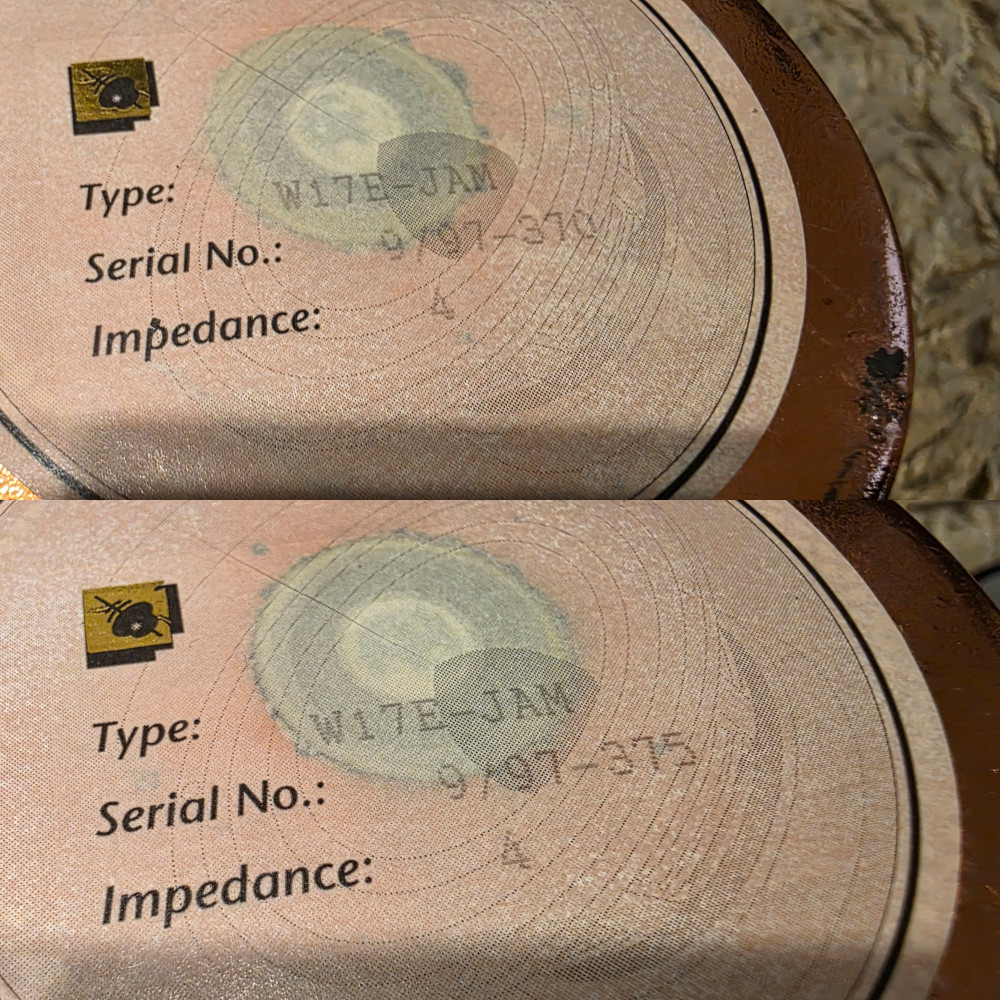 Type: W17E-JAM
Serial No.: 9/97-370
Impedance: 4
Type: W17E-JAM
Serial No.: 9/97-375
Impedance: 4